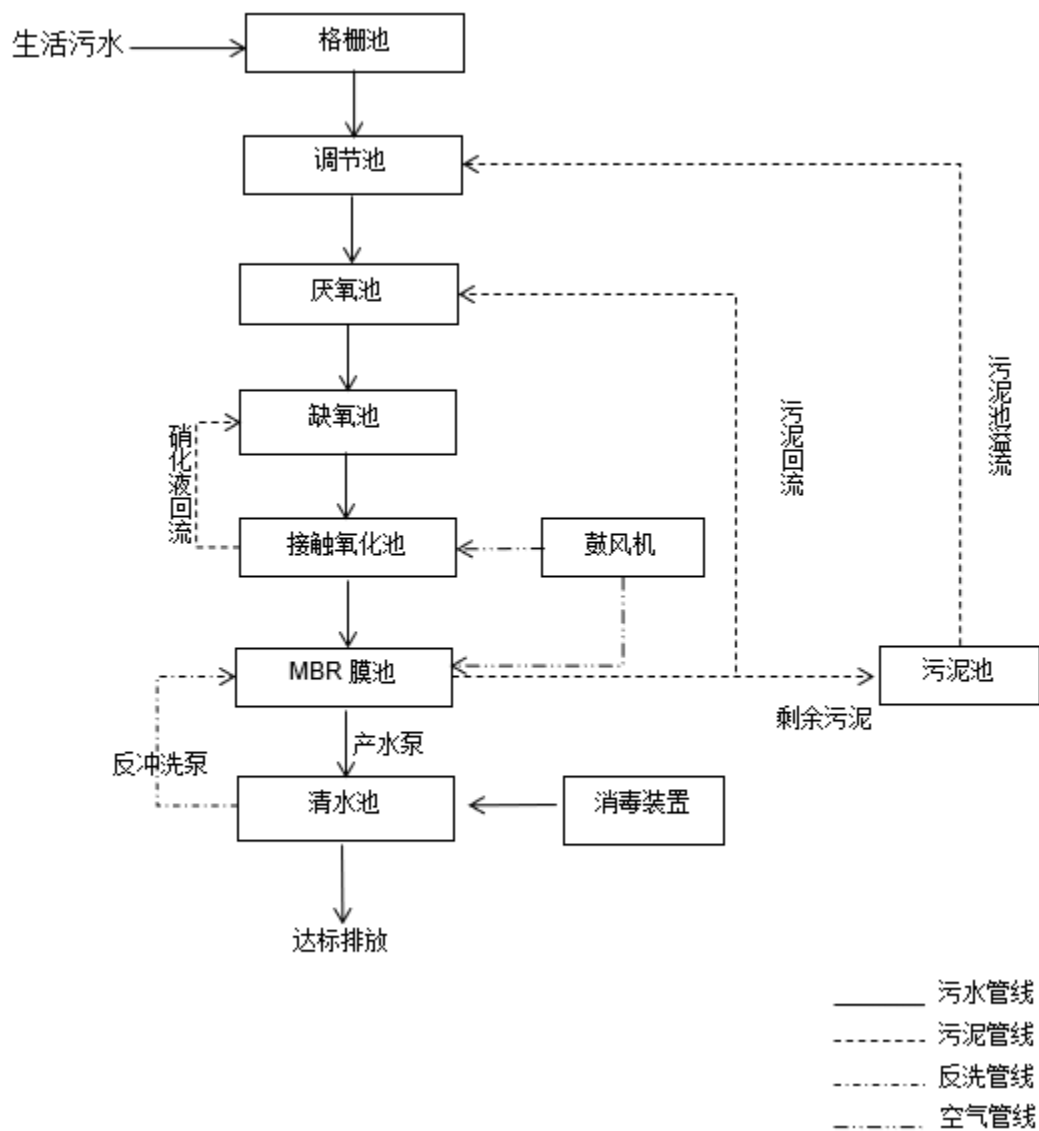 生活污水
格栅池
调节池
厌氧池
缺氧池
硝化液回流
接触氧化池
鼓风机
污泥回流
污泥池溢流
MBR 膜池
污泥池
剩余污泥
产水泵
反冲洗泵
清水池
消毒装置
达标排放
污水管线
污泥管线
反洗管线
空气管线